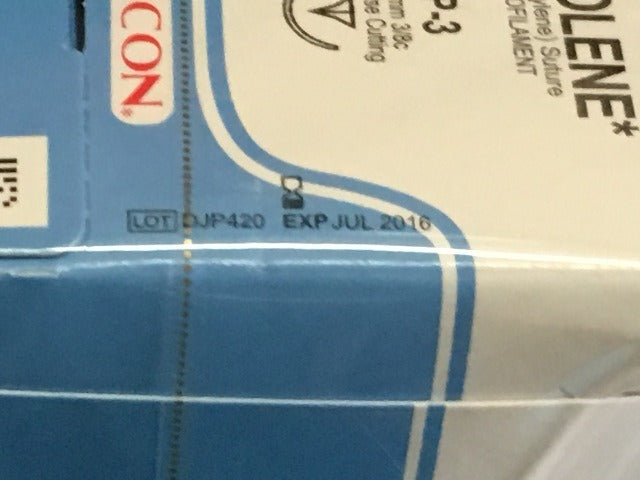 CON*
P-3
mm 3/8c
se Cutting
OLENE*
ylene) Suture
OFILAMENT
LOT DJP420 EXP JUL 2016